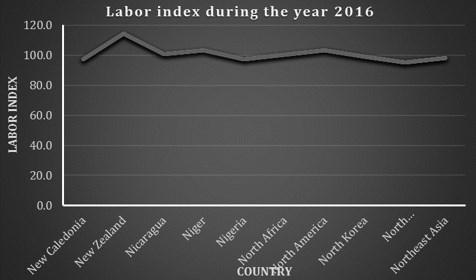 Labor index during the year 2016
120.0
100.0
80.0
60.0
40.0
20.0
0.0
LABOR INDEX
New Caledonia
New Zealand
Nicaragua
Niger
Nigeria
North Africa
North America
North Korea
North...
Northeast Asia
COUNTRY